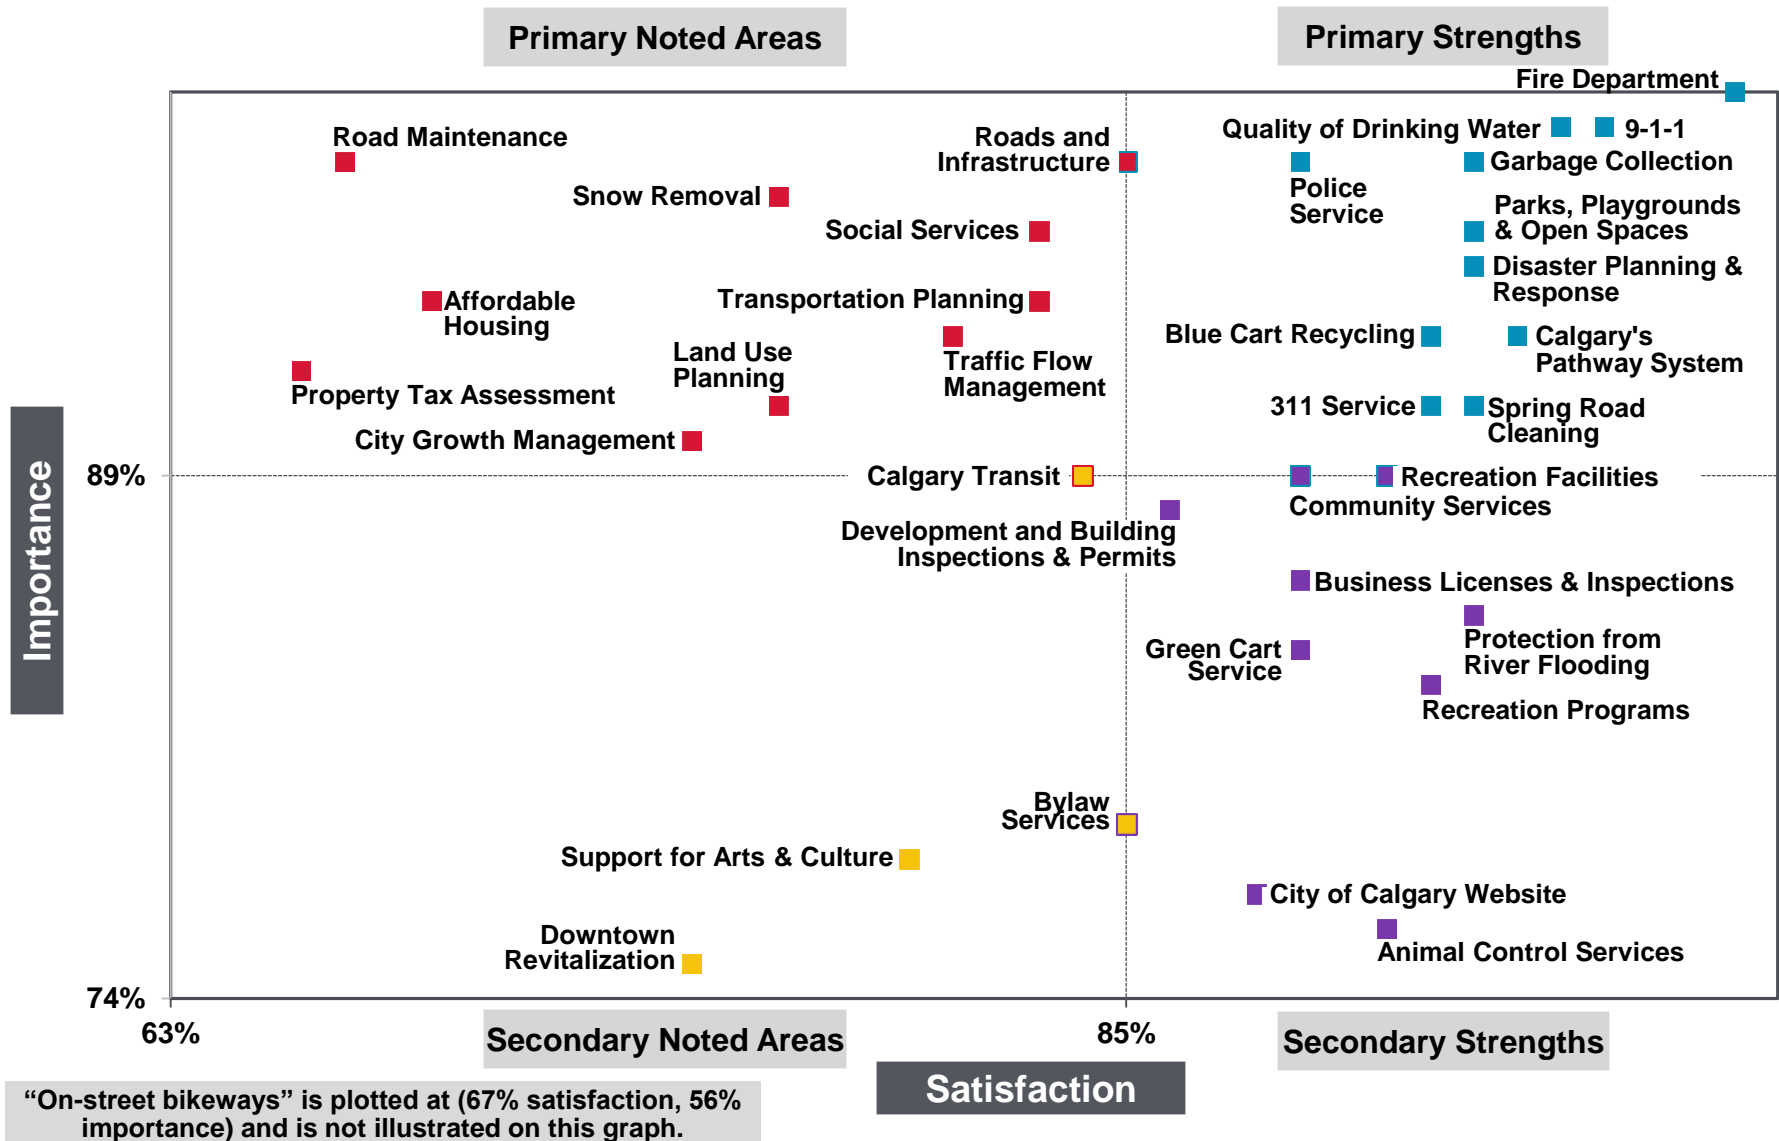 Primary Noted Areas
Primary Strengths
Fire Department
Road Maintenance
Roads and
Infrastructure
Quality of Drinking Water
9-1-1
Garbage Collection
Police
Service
Snow Removal
Social Services
Parks, Playgrounds
& Open Spaces
Disaster Planning &
Response
Affordable
Housing
Transportation Planning
Blue Cart Recycling
Calgary's
Pathway System
Land Use
Planning
Traffic Flow
Management
Property Tax Assessment
311 Service
Spring Road
Cleaning
City Growth Management
89%
Calgary Transit
Recreation Facilities
Community Services
Development and Building
Inspections & Permits
Importance
Business Licenses & Inspections
Protection from
River Flooding
Green Cart
Service
Recreation Programs
Bylaw
Services
Support for Arts & Culture
City of Calgary Website
Downtown
Revitalization
Animal Control Services
74%
63%
85%
Secondary Noted Areas
Secondary Strengths
Satisfaction
“On-street bikeways” is plotted at (67% satisfaction, 56%
importance) and is not illustrated on this graph.